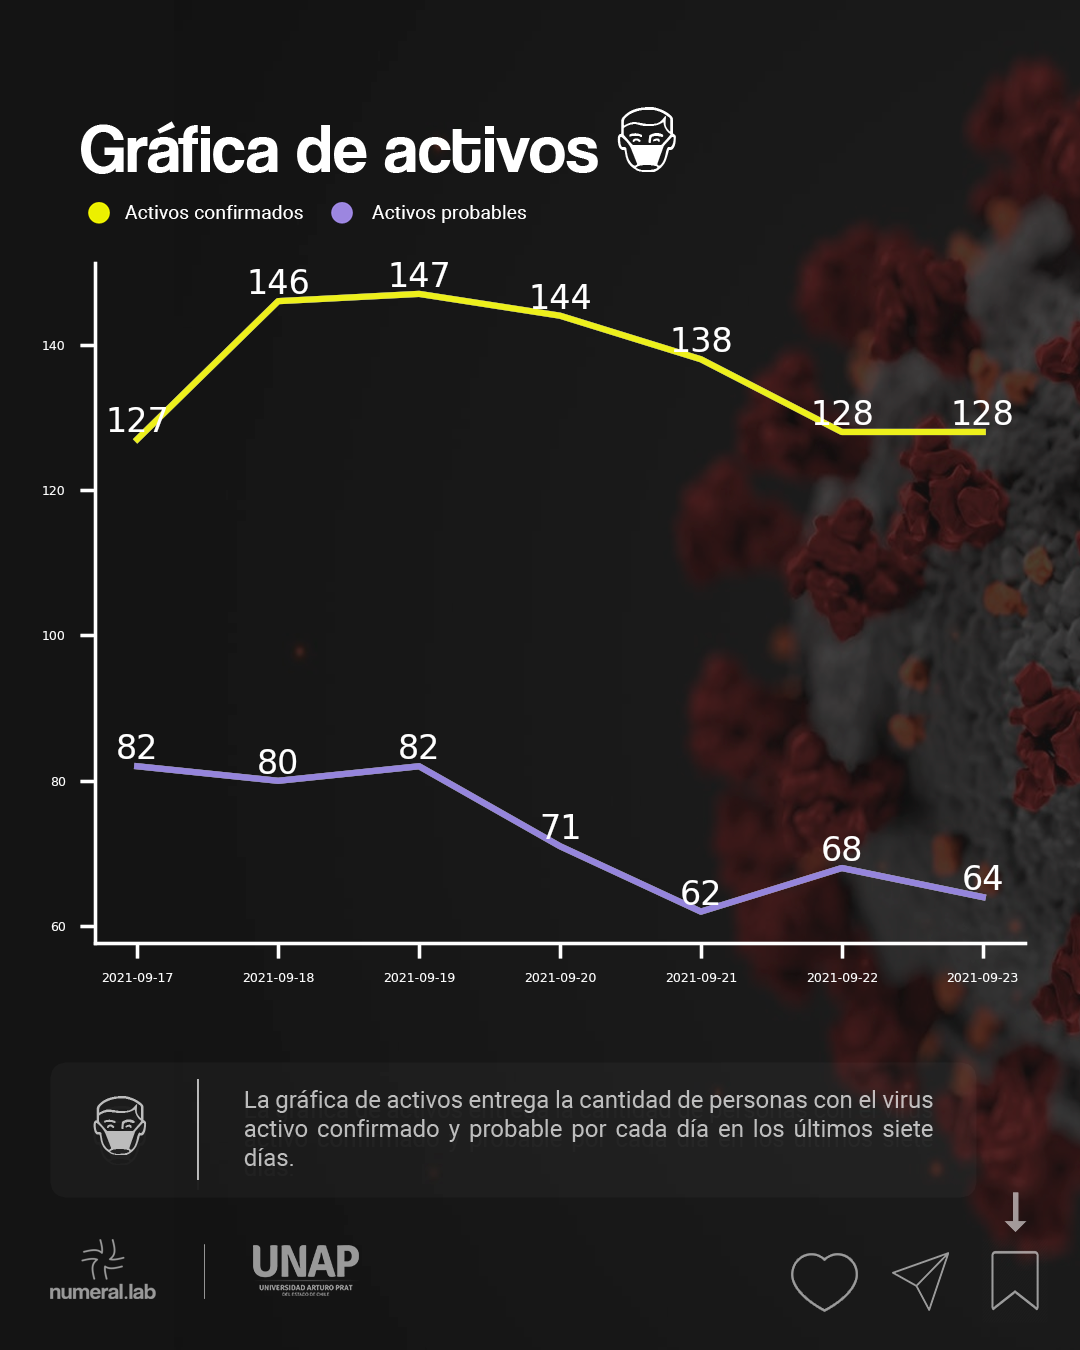 Gráfica de activos
Activos confirmados Activos probables
147
146
144
140
138
127
128
128
120
100
82
80
82
80
71
68
64
62
60
2021-09-17 2021-09-18 2021-09-19 2021-09-20 2021-09-21 2021-09-22 2021-09-23
La gráfica de activos entrega la cantidad de personas con el virus
activo confirmado y probable por cada día en los últimos siete
días.
numeral.lab
UNAP
UNIVERSIDAD ARTURO PRAT
DEL ESTADO DE CHILE